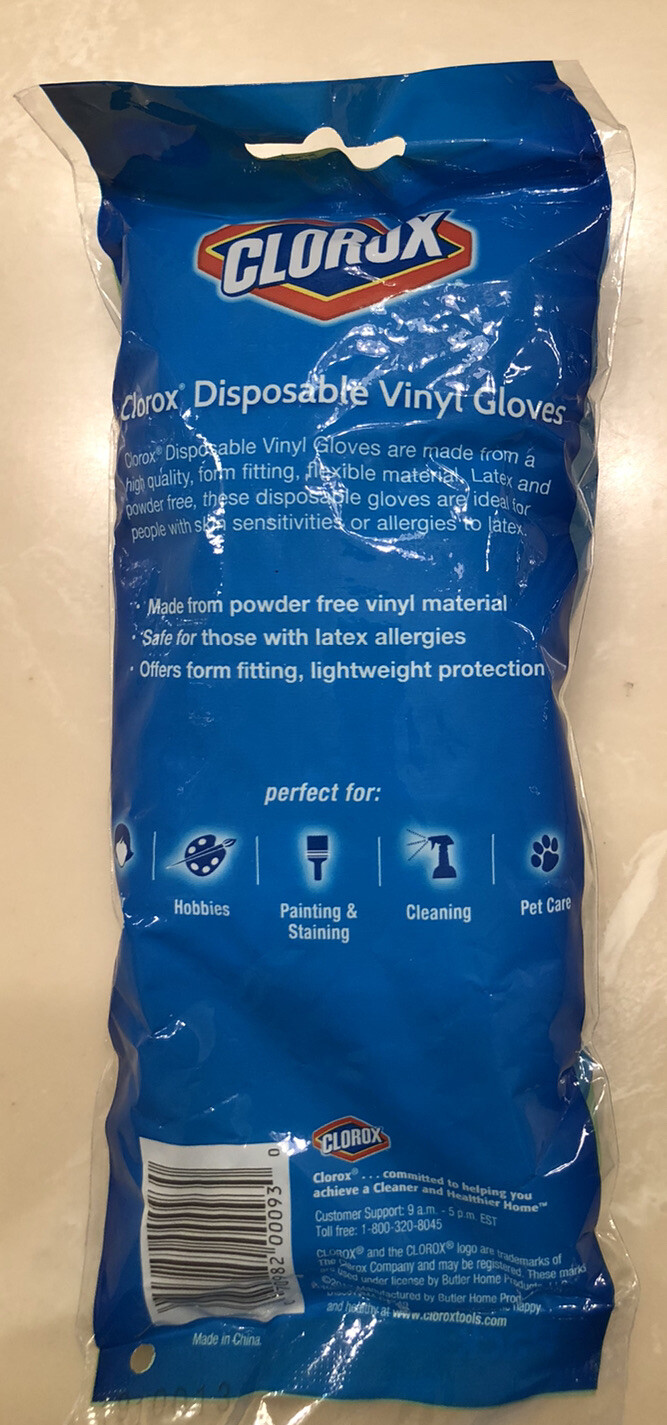 CLOROX
Clorox® Disposable Vinyl Gloves
Clorox® Disposable Vinyl Gloves are made from a
high quality, form fitting, flexible material. Latex and
powder free, these disposable gloves are ideal for
people with skin sensitivities or allergies to latex.
· Made from powder free vinyl material
· Safe for those with latex allergies
· Offers form fitting, lightweight protection
perfect for:
Hobbies
Painting &
Staining
Cleaning
Pet Care
CLOROX
Clorox® . . . committed to helping you
achieve a Cleaner and Healthier Home™
Customer Support: 9 a.m. - 5 p.m. EST
Toll free: 1-800-320-8045
CLOROX® and the CLOROX® logo are trademarks of
The Clorox Company and may be registered. These marks
used under license by Butler Home
by Butler Home
happy
and healthy at www.cloroxtools.com
00093 0
Made in China.